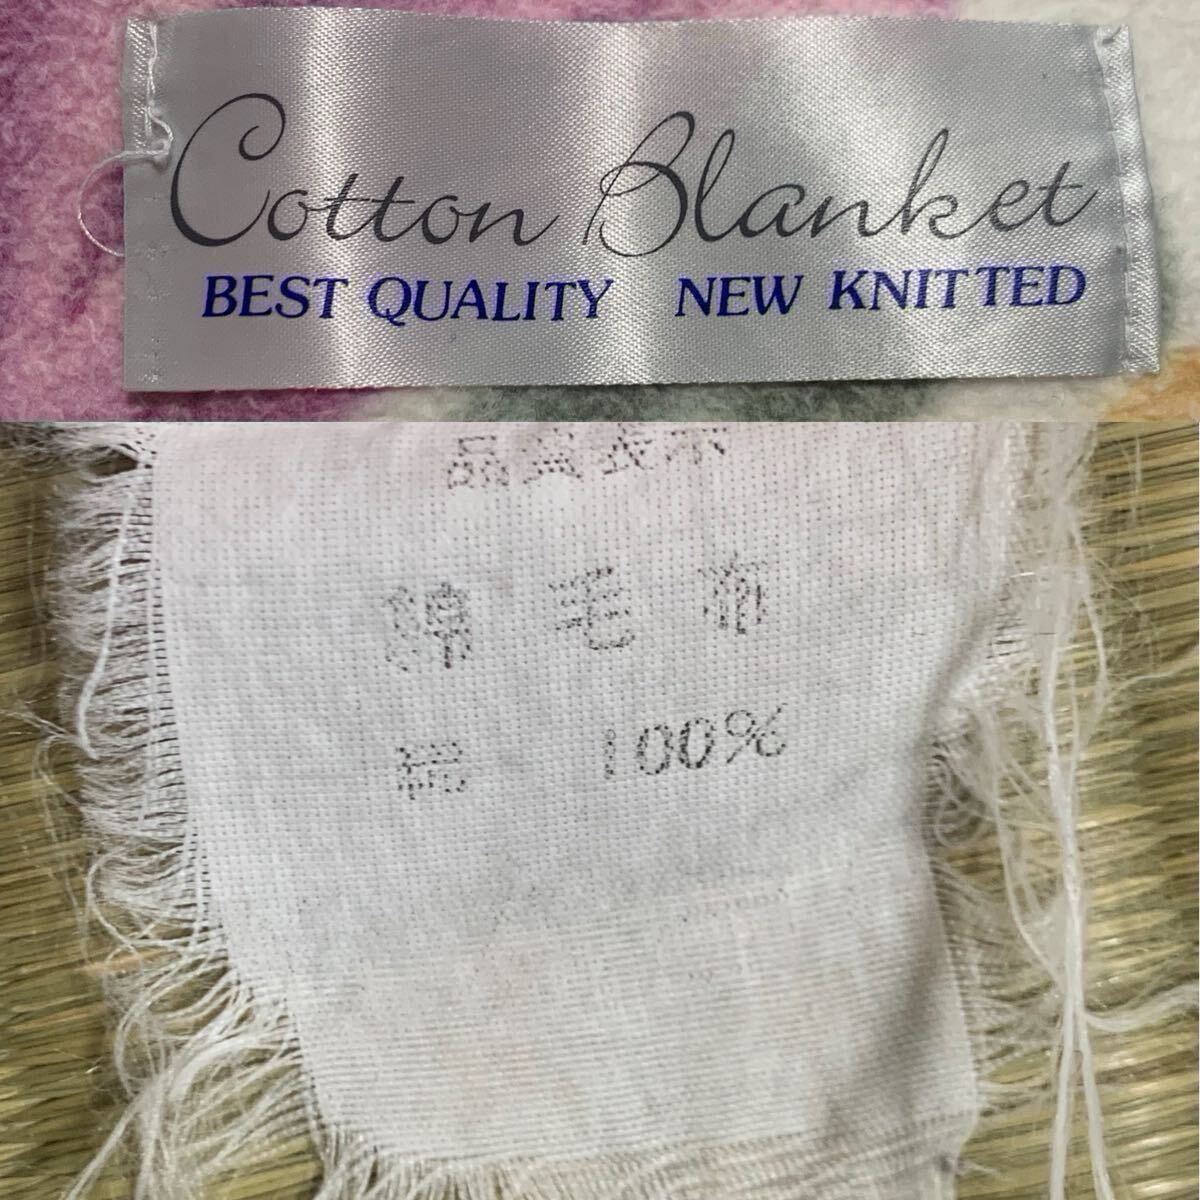 Cotton Blanket
BEST QUALITY NEW KNITTED
品質表示
綿毛布
綿 100%